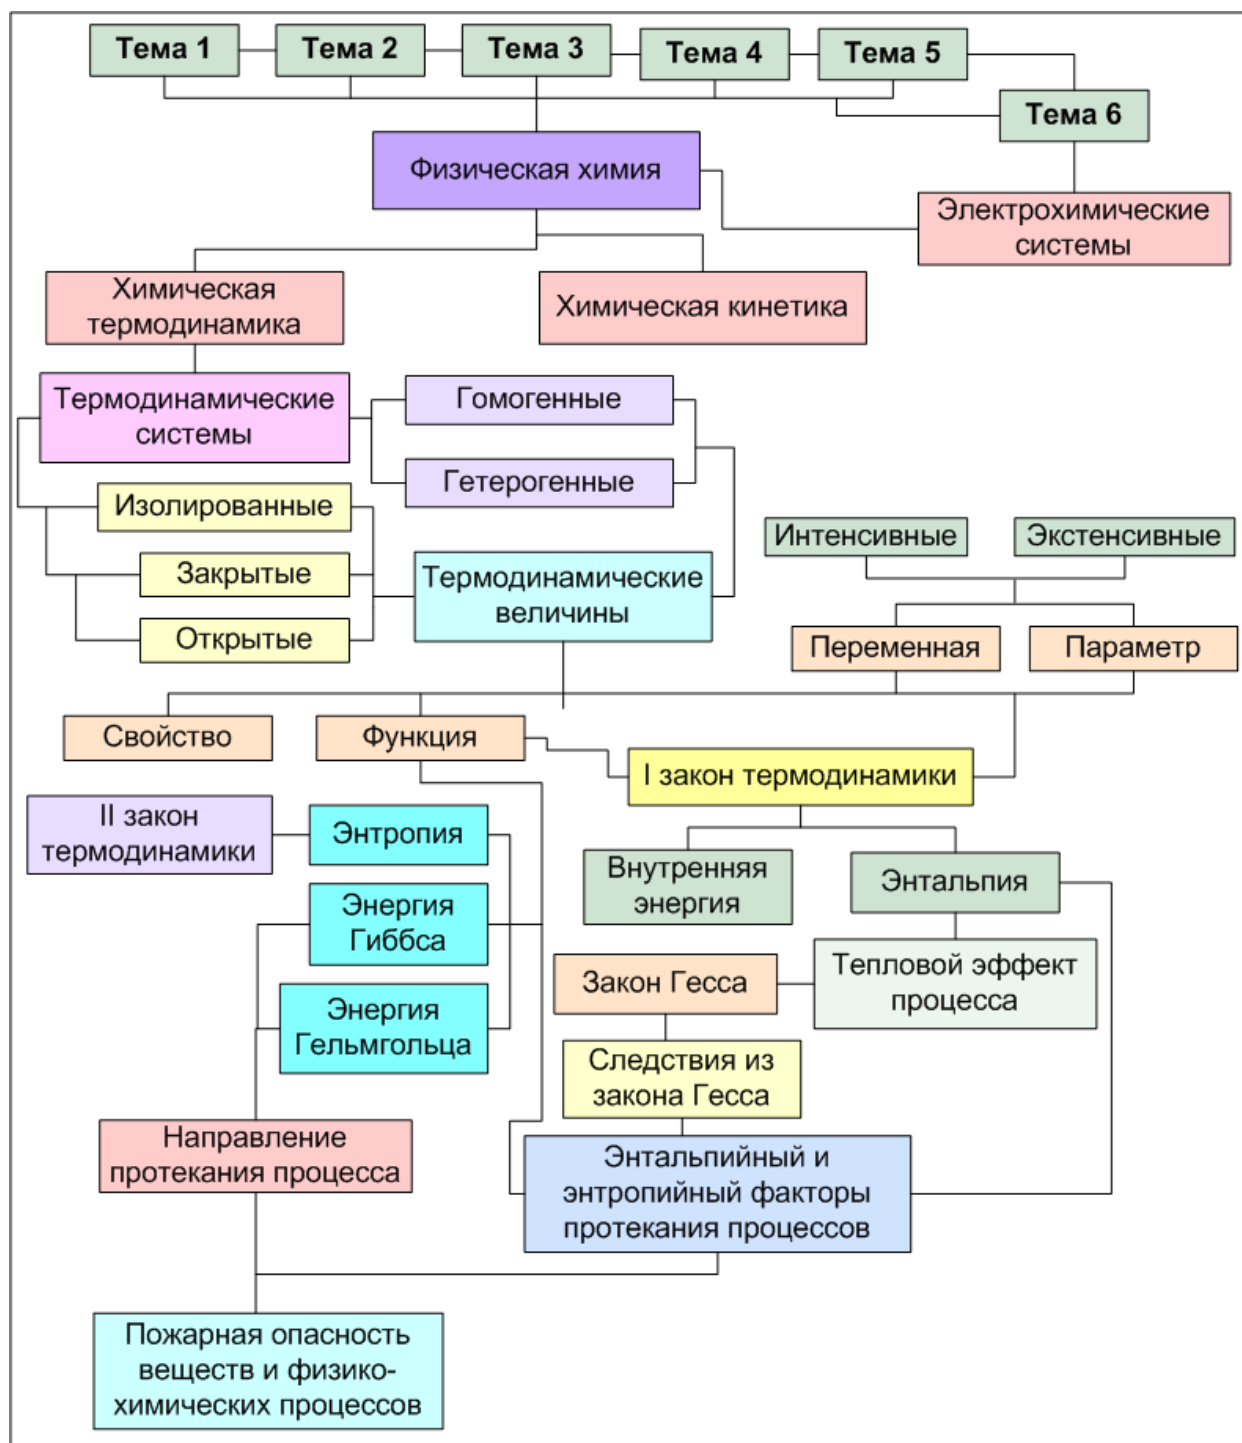 Тема 1
Тема 2
Тема 3
Тема 4
Тема 5
Тема 6
Физическая химия
Электрохимические
системы
Химическая
термодинамика
Химическая кинетика
Термодинамические
системы
Гомогенные
Гетерогенные
Изолированные
Закрытые
Открытые
Термодинамические
величины
Интенсивные
Экстенсивные
Переменная
Параметр
Свойство
Функция
I закон термодинамики
II закон
термодинамики
Энтропия
Внутренняя
энергия
Энтальпия
Энергия
Гиббса
Закон Гесса
Тепловой эффект
процесса
Энергия
Гельмгольца
Следствия из
закона Гесса
Направление
протекания процесса
Энтальпийный и
энтропийный факторы
протекания процессов
Пожарная опасность
веществ и физико-
химических процессов